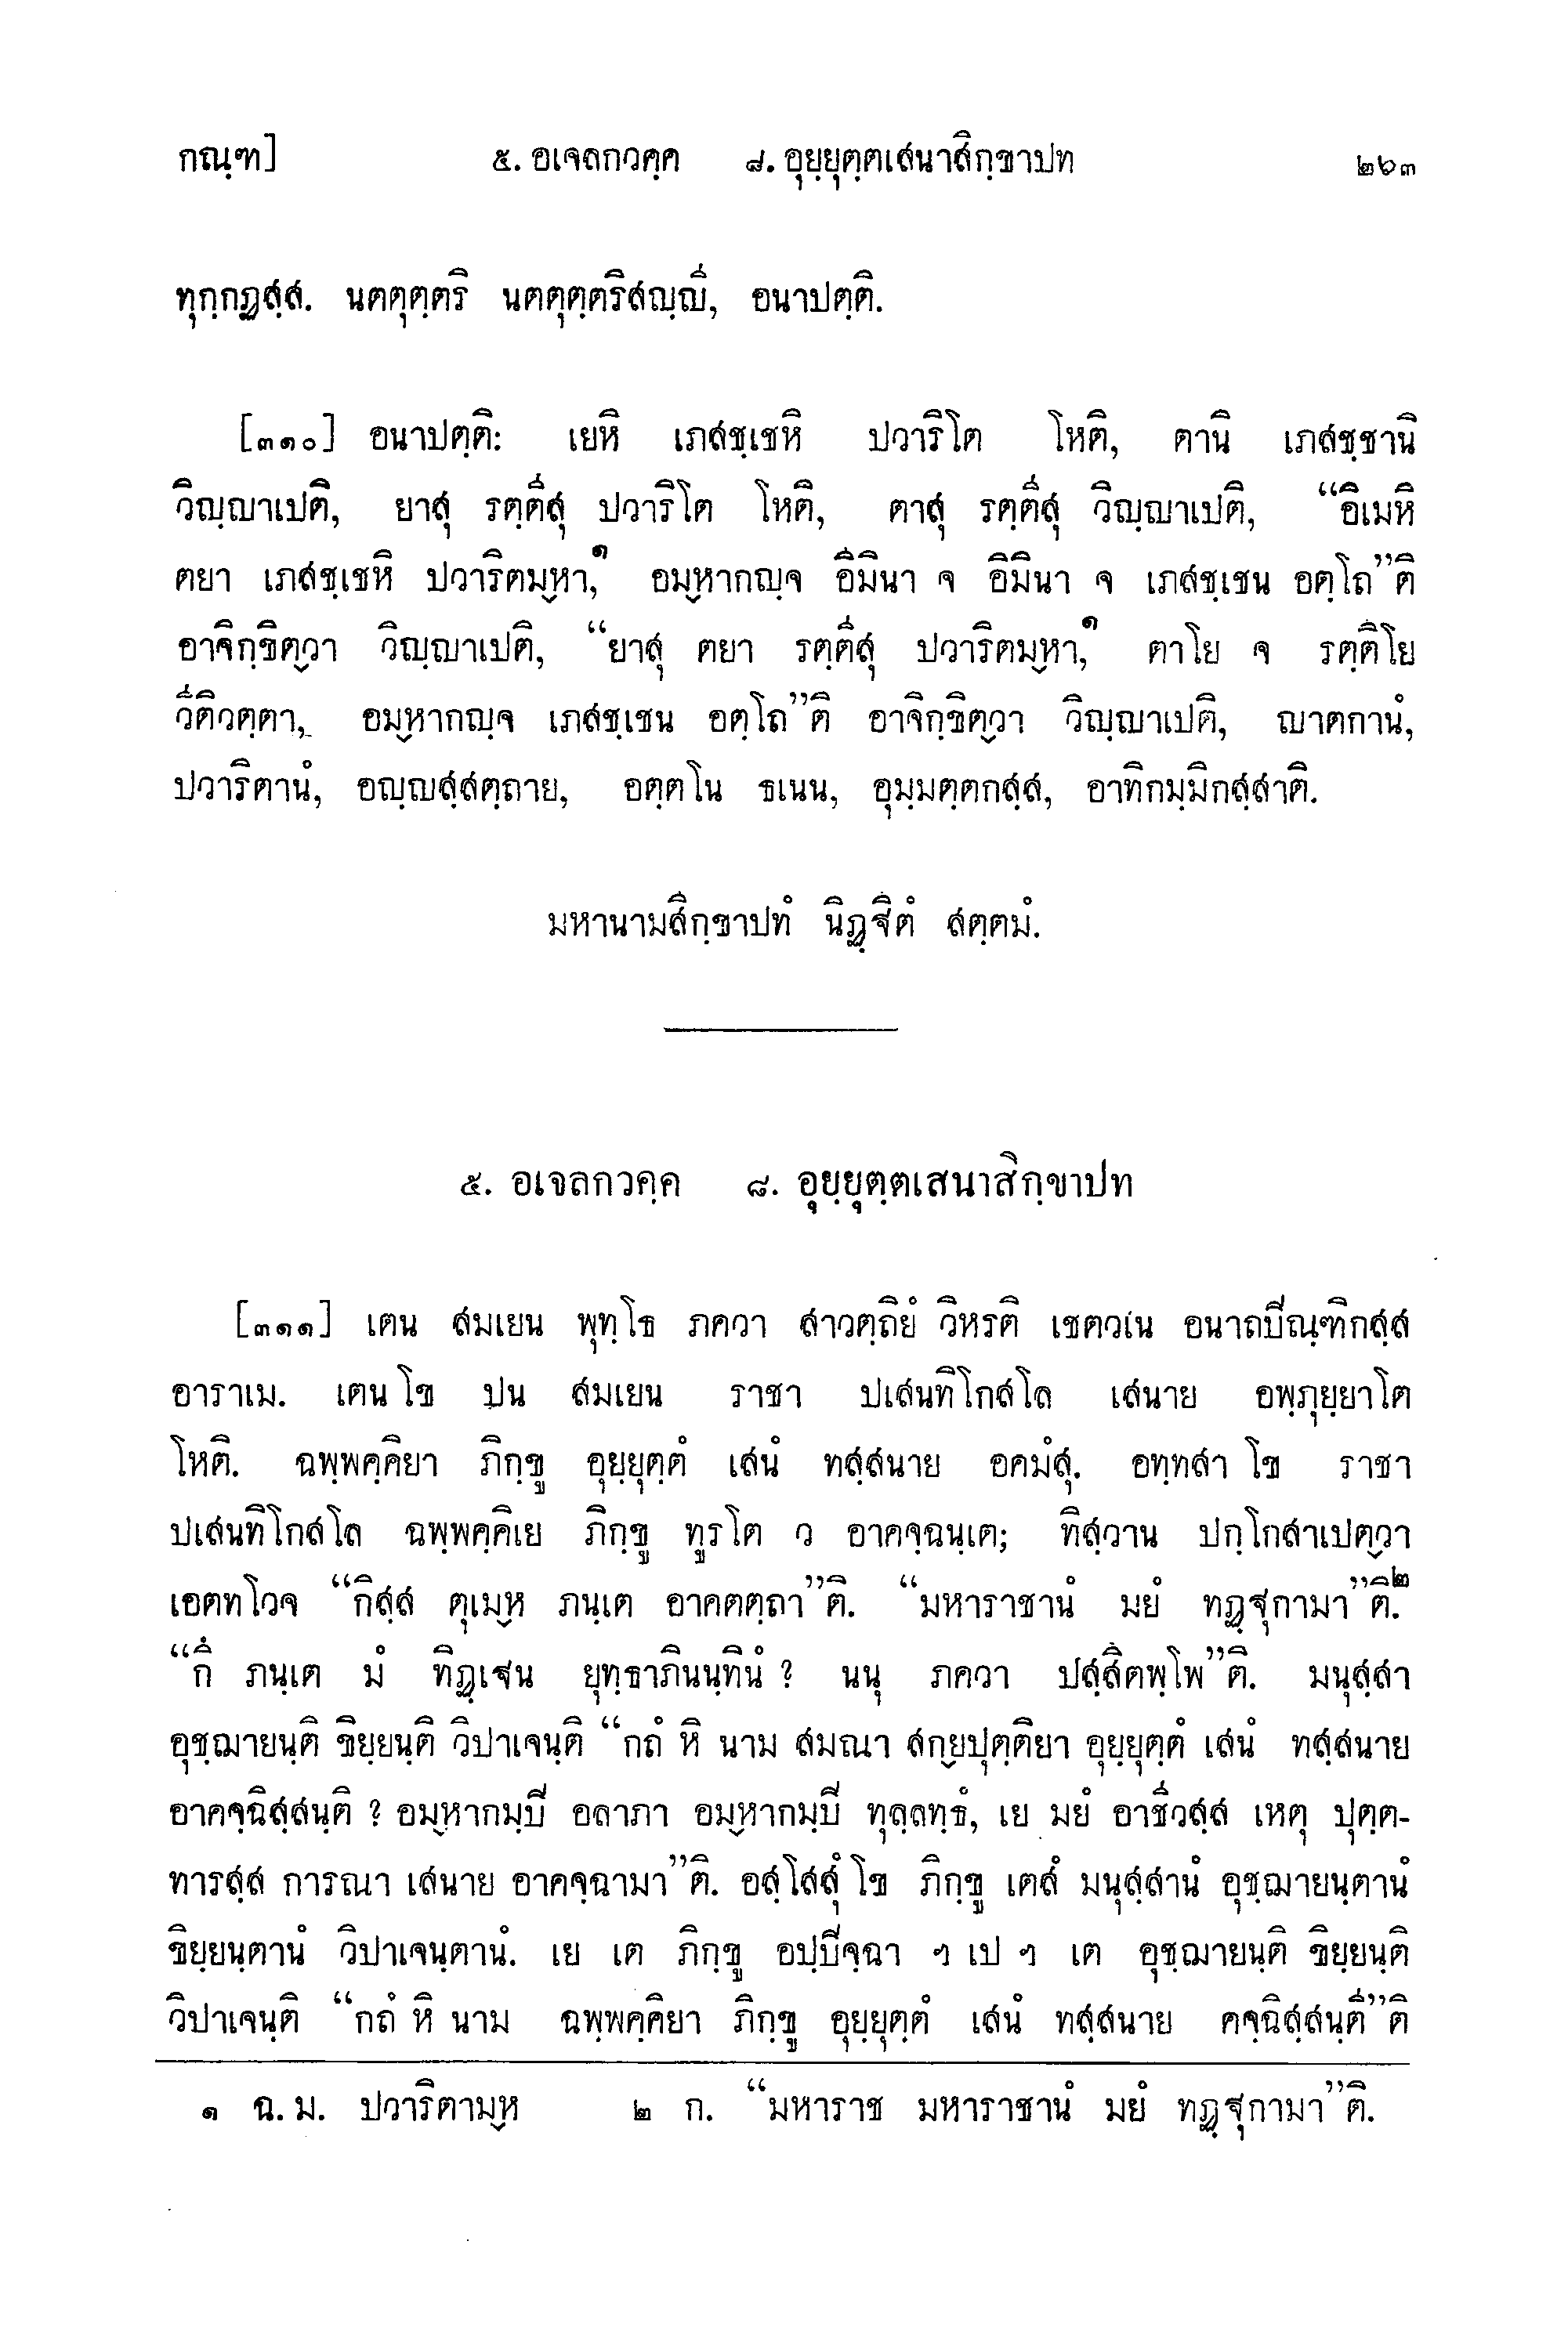 กณฺฑ] ๕. อเจลกวคฺค ๘. อุยฺยุตฺตเสนาสิกฺขาปท ๒๖๓
ทุกฺกฏสฺส. นตตุตฺตริ นตตุตฺตริสญฺญี, อนาปตฺติ.
[๓๑๐] อนาปตฺติ: เยหิ เภสชฺเชหิ ปวาริโต โหติ, ตานิ เภสชฺชานิ
วิญฺญาเปติ, ยาสุ รตฺตีสุ ปวาริโต โหติ, ตาสุ รตฺตีสุ วิญฺญาเปติ, “อิเมหิ
ตยา เภสชฺเชหิ ปวาริตมฺหา,๑ อมฺหากญฺจ อิมินา จ อิมินา จ เภสชฺเชน อตฺโถ”ติ
อาจิกฺขิตฺวา วิญฺญาเปติ, “ยาสุ ตยา รตฺตีสุ ปวาริตมฺหา,๑ ตาโย จ รตฺติโย
วีติวตฺตา, อมฺหากญฺจ เภสชฺเชน อตฺโถ”ติ อาจิกฺขิตฺวา วิญฺญาเปติ, ญาตกานํ,
ปวาริตานํ, อญฺญสฺสตฺถาย, อตฺตโน ธเนน, อุมฺมตฺตกสฺส, อาทิกมฺมิกสฺสาติ.
มหานามสิกฺขาปทํ นิฏฺฐิตํ สตฺตมํ.
๕. อเจลกวคฺค ๘. อุยฺยุตฺตเสนาสิกฺขาปท
[๓๑๑] เตน สมเยน พุทฺโธ ภควา สาวตฺถิยํ วิหรติ เชตวเน อนาถปิณฺฑิกสฺส
อาราเม. เตน โข ปน สมเยน ราชา ปเสนทิโกสโล เสนาย อพฺภุยฺยาโต
โหติ. ฉพฺพคฺคิยา ภิกฺขู อุยฺยุตฺตํ เสนํ ทสฺสนาย อคมํสุ. อทฺทสา โข ราชา
ปเสนทิโกสโล ฉพฺพคฺคิเย ภิกฺขู ทูรโต ว อาคจฺฉนฺเต; ทิสฺวาน ปกฺโกสาเปตฺวา
เอตทโวจ “กิสฺส ตุเมฺห ภนฺเต อาคตตฺถา”ติ. “มหาราชานํ มยํ ทฏฺฐุกามา”ติ.๒
“กึ ภนฺเต มํ ทิฏฺเฐน ยุทฺธาภินนฺทินํ ? นนุ ภควา ปสฺสิตพฺโพ”ติ. มนุสฺสา
อุชฺฌายนฺติ ขิยฺยนฺติ วิปาเจนฺติ “กถํ หิ นาม สมณา สกฺยปุตฺติยา อุยฺยุตฺตํ เสนํ ทสฺสนาย
อาคจฺฉิสฺสนฺติ ? อมฺหากมฺปิ อลาภา อมฺหากมฺปิ ทุลฺลทฺธํ, เย มยํ อาชีวสฺส เหตุ ปุตฺต-
ทารสฺส การณา เสนาย อาคจฺฉามา”ติ. อสฺโสสุํ โข ภิกฺขู เตสํ มนุสฺสานํ อุชฺฌายนฺตานํ
ขิยฺยนฺตานํ วิปาเจนฺตานํ. เย เต ภิกฺขู อปฺปิจฺฉา ฯ เป ฯ เต อุชฺฌายนฺติ ขิยฺยนฺติ
วิปาเจนฺติ “กถํ หิ นาม ฉพฺพคฺคิยา ภิกฺขู อุยฺยุตฺตํ เสนํ ทสฺสนาย คจฺฉิสฺสนฺตี”ติ
๑ ฉ. ม. ปวาริตามฺห ๒ ก. “มหาราช มหาราชานํ มยํ ทฏฺฐุกามา”ติ.